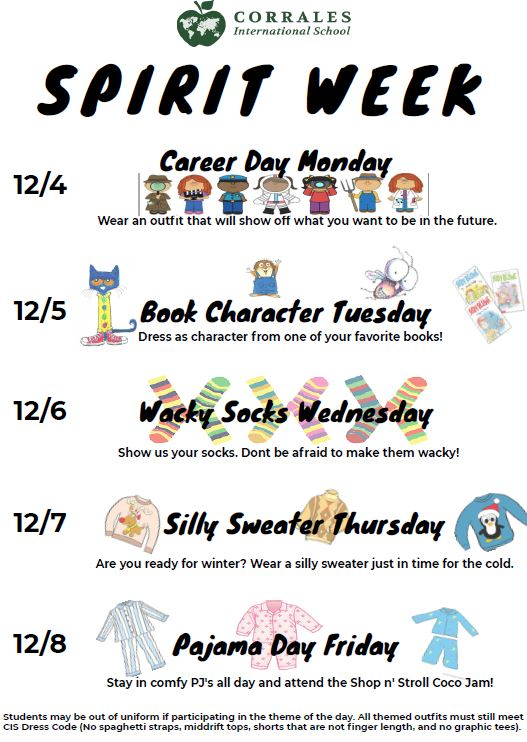 CORRALES
International School
SPIRIT WEEK
Career Day Monday
12/4
Wear an outfit that will show off what you want to be in the future.
12/5
Book Character Tuesday
Dress as character from one of your favorite books!
12/6
Wacky Socks Wednesday
Show us your socks. Dont be afraid to make them wacky!
12/7
Silly Sweater Thursday
Are you ready for winter? Wear a silly sweater just in time for the cold.
12/8
Pajama Day Friday
Stay in comfy PJ's all day and attend the Shop n' Stroll Coco Jam!
Students may be out of uniform if participating in the theme of the day. All themed outfits must still meet
CIS Dress Code (No spaghetti straps, middrift tops, shorts that are not finger length, and no graphic tees).